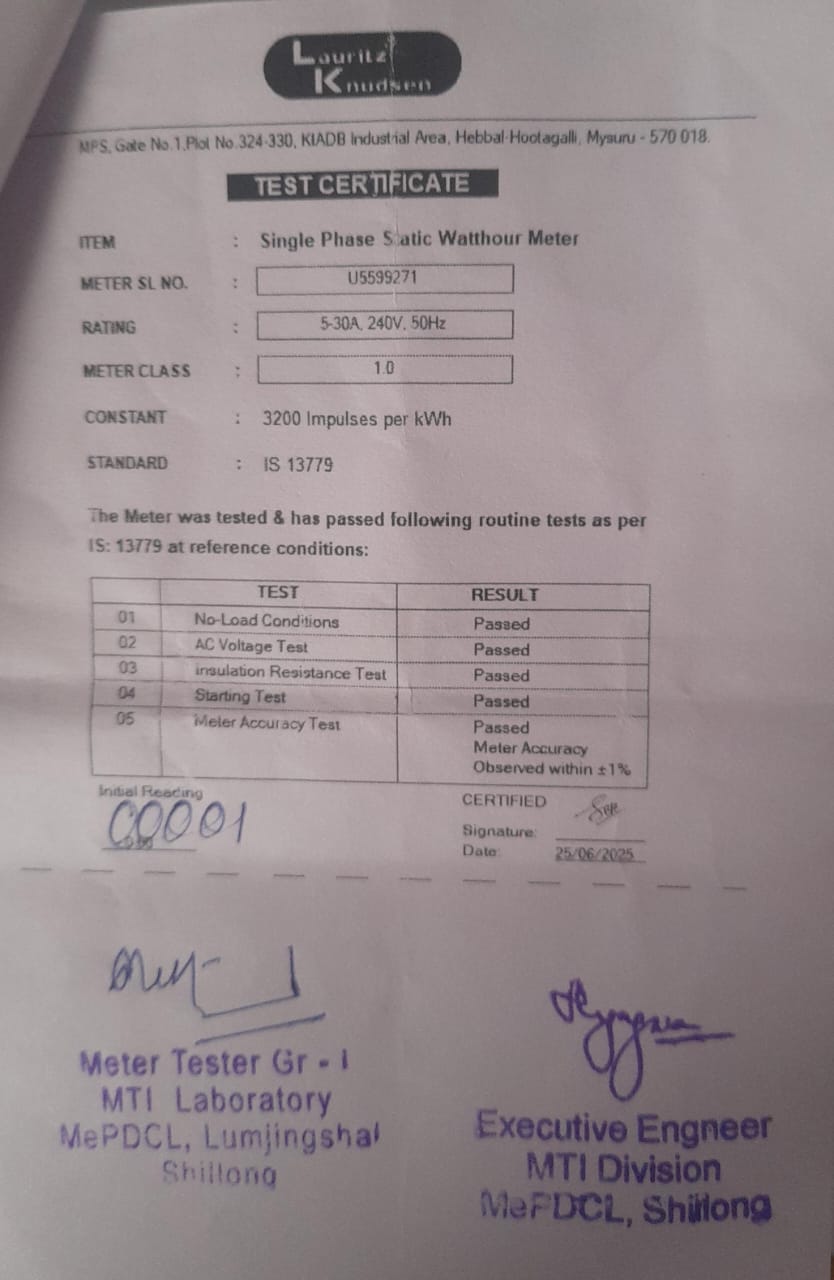 Lauritz
Knudsen
MPS, Gate No.1,Plot No.324-330, KIADB Industrial Area, Hebbal-Hootagalli, Mysuru - 570 018.
TEST CERTIFICATE
ITEM : Single Phase Static Watthour Meter
METER SL NO. : U5599271
RATING : 5-30A, 240V, 50Hz
METER CLASS : 1.0
CONSTANT : 3200 Impulses per kWh
STANDARD : IS 13779
The Meter was tested & has passed following routine tests as per
IS: 13779 at reference conditions:
TEST RESULT
01 No-Load Conditions Passed
02 AC Voltage Test Passed
03 insulation Resistance Test Passed
04 Starting Test Passed
05 Meter Accuracy Test Passed
Meter Accuracy
Observed within ±1%
Initial Reading
00001
CERTIFIED
Signature:
Date: 25/06/2025
Meter Tester Gr - I
MTI Laboratory
MePDCL, Lumjingshai
Shillong
Executive Engneer
MTI Division
MePDCL, Shillong